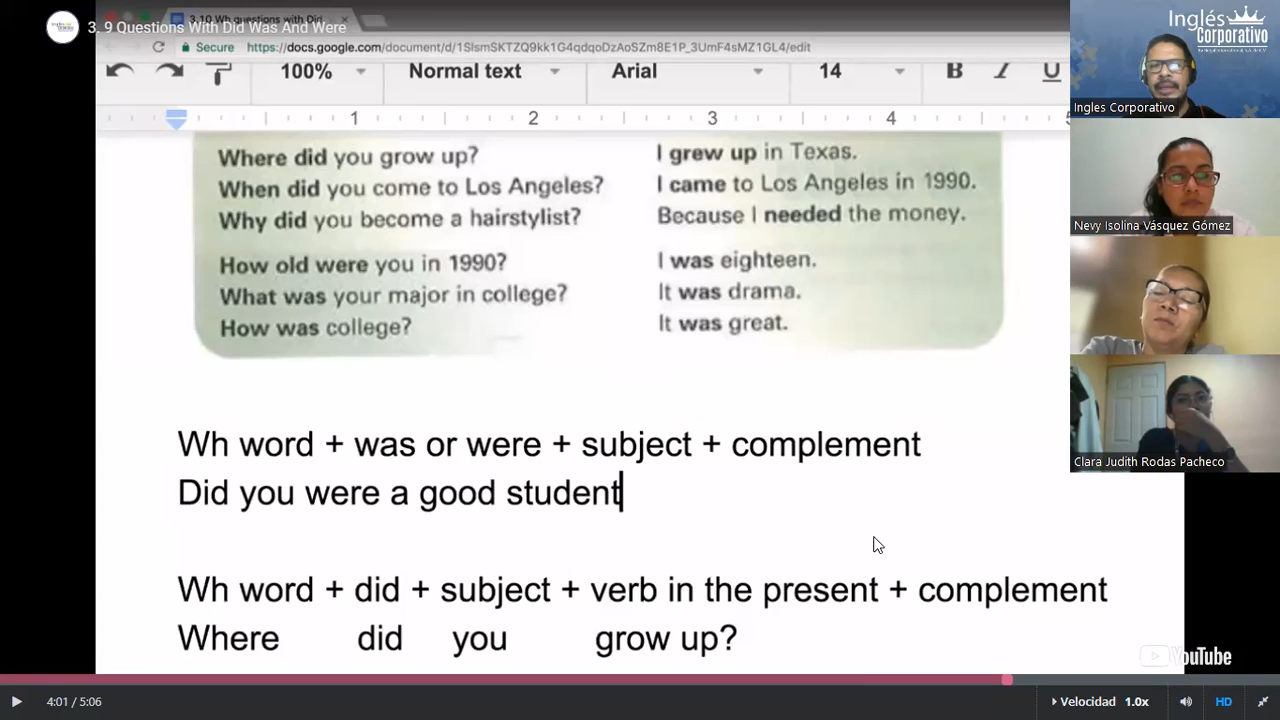 3. 9 Questions With Did Was And Were
3.10 Wh questions with Did
Secure https://docs.google.com/document/d/1SlsmSKTZQ9kk1G4qdqoDzAoSZm8E1P_3UmF4sMZ1GL4/edit
100% Normal text Arial 14 B I U
1 2 3 4
Where did you grow up? I grew up in Texas.
When did you come to Los Angeles? I came to Los Angeles in 1990.
Why did you become a hairstylist? Because I needed the money.
How old were you in 1990? I was eighteen.
What was your major in college? It was drama.
How was college? It was great.
Wh word + was or were + subject + complement
Did you were a good student
Wh word + did + subject + verb in the present + complement
Where did you grow up?
Inglés
Corporativo
Ingles Corporativo
Nevy Isolina Vásquez Gómez
Clara Judith Rodas Pacheco
YouTube
4:01 / 5:06
Velocidad 1.0x
HD